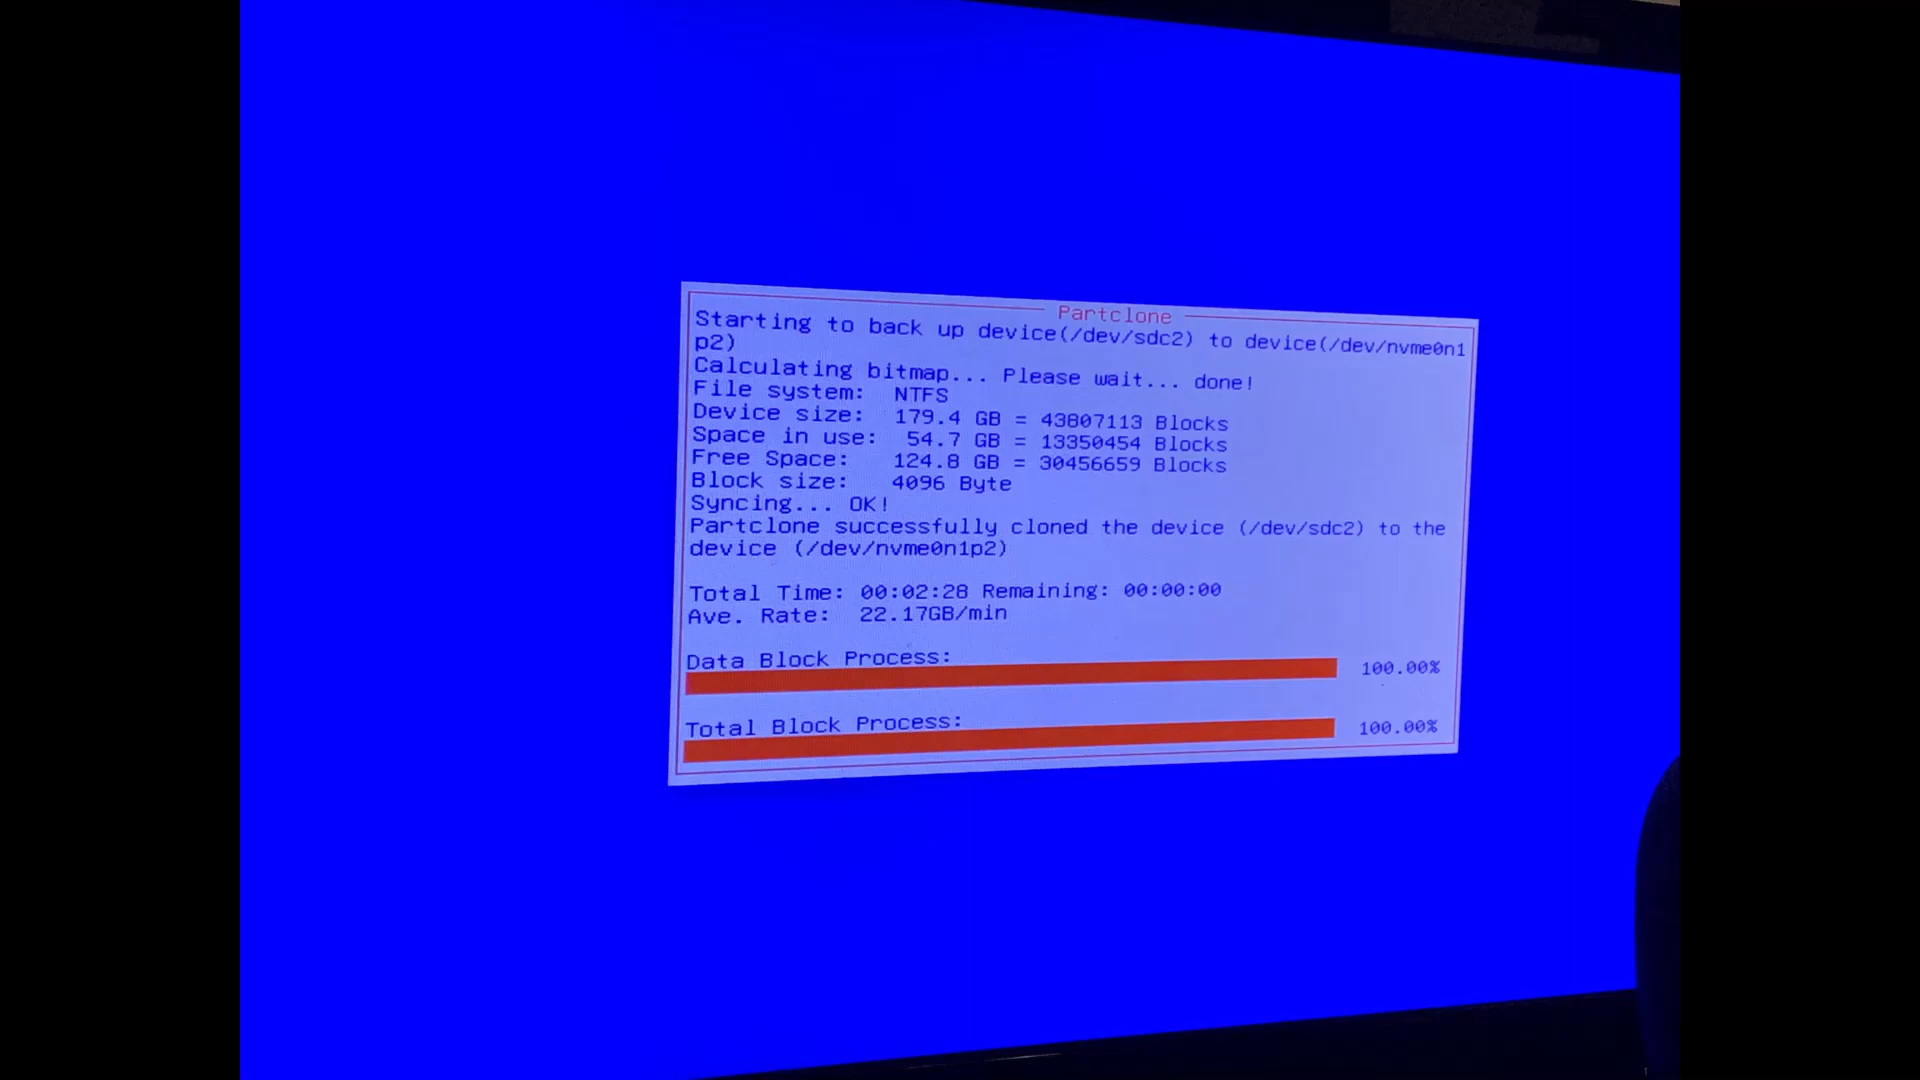 Partclone
Starting to back up device(/dev/sdc2) to device(/dev/nvme0n1
p2)
Calculating bitmap... Please wait... done!
File system:  NTFS
Device size:  179.4 GB = 43807113 Blocks
Space in use:  54.7 GB = 13350454 Blocks
Free Space:   124.8 GB = 30456659 Blocks
Block size:   4096 Byte
Syncing... OK!
Partclone successfully cloned the device (/dev/sdc2) to the
device (/dev/nvme0n1p2)
Total Time: 00:02:28 Remaining: 00:00:00
Ave. Rate:  22.17GB/min
Data Block Process:
100.00%
Total Block Process:
100.00%